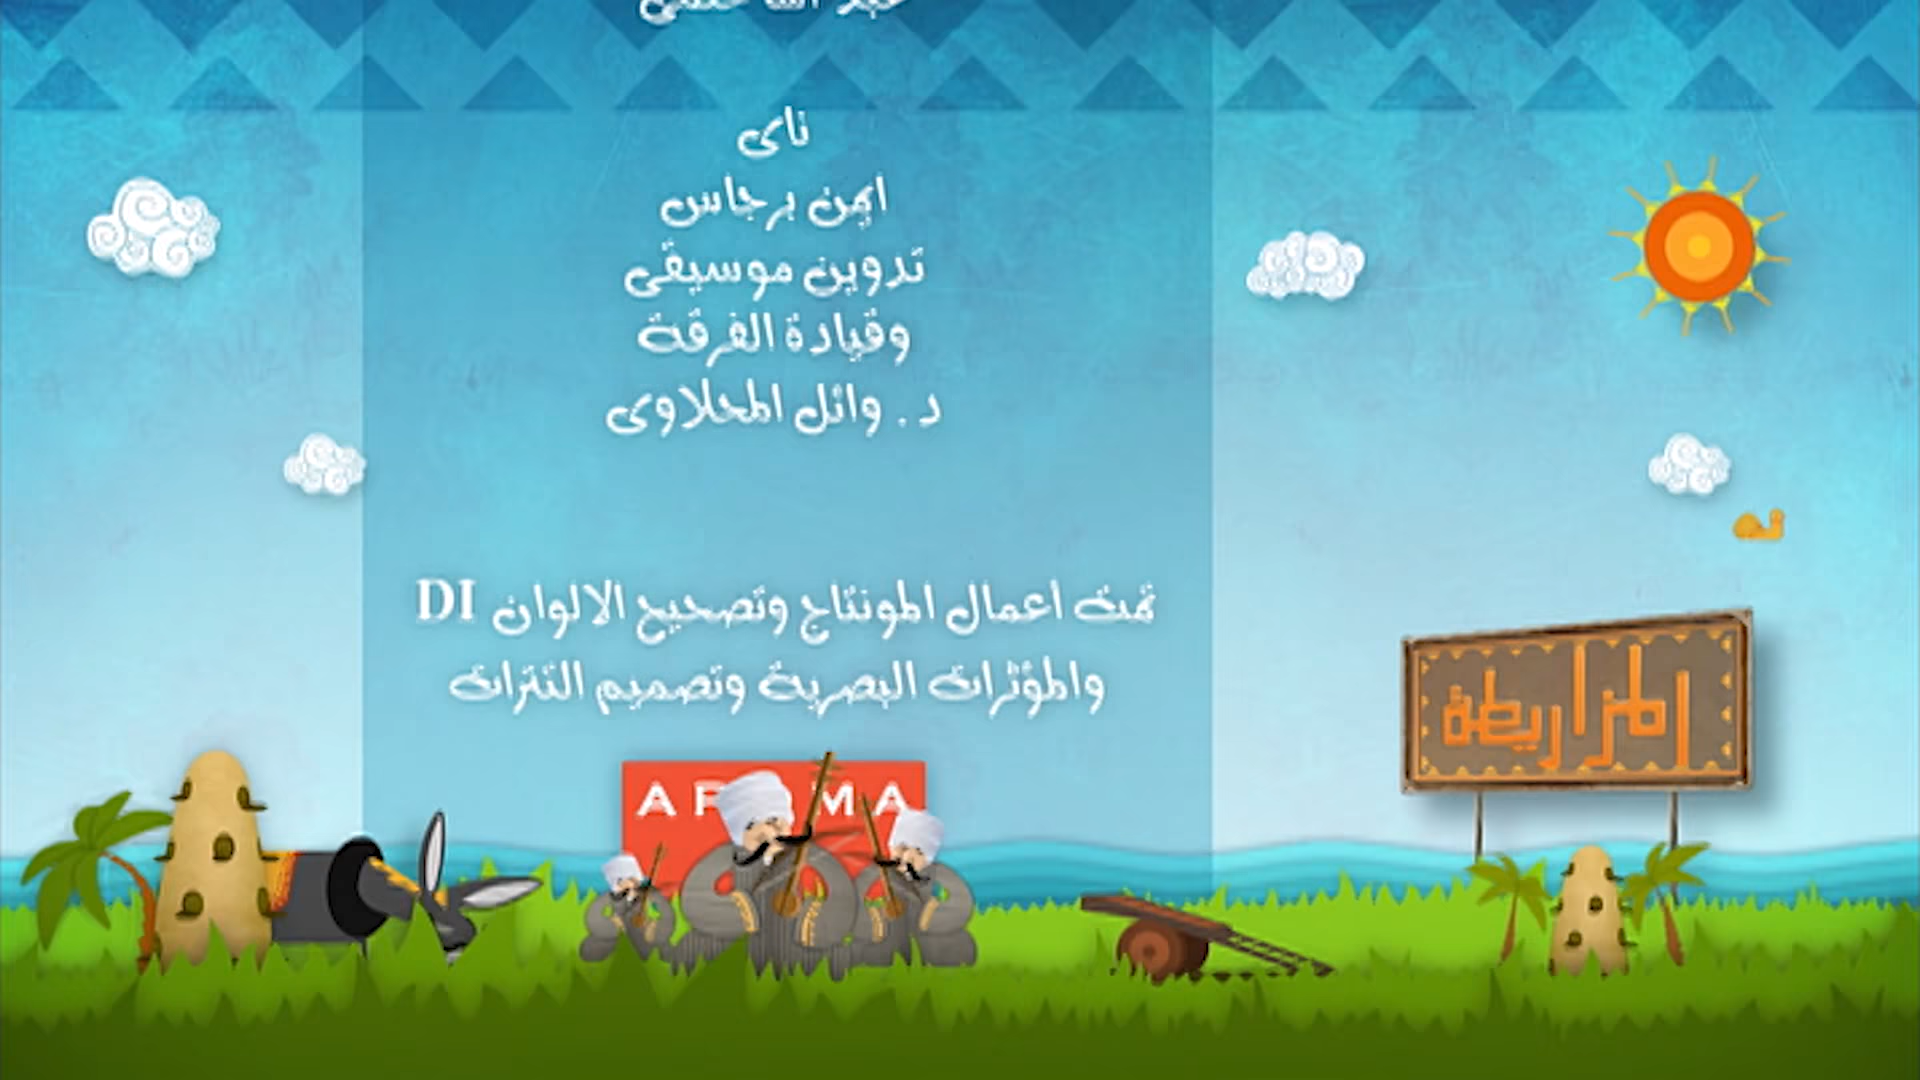 ناى
ايمن برجاس
تدوين موسيقى
وقيادة الفرقة
د. وائل المحلاوى
تمت اعمال المونتاج وتصحيح الالوان DI
والمؤثرات البصرية وتصميم التترات
المزاريطة